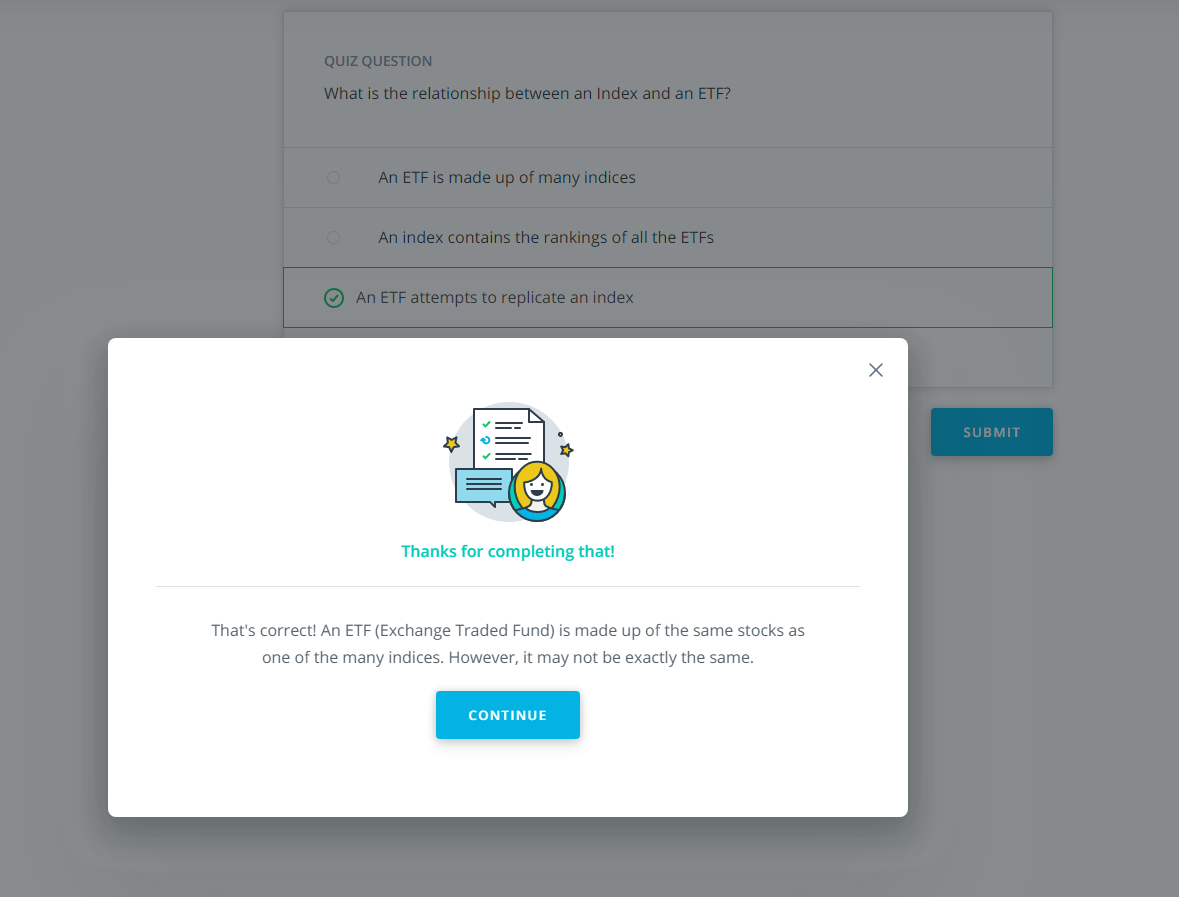 QUIZ QUESTION
What is the relationship between an Index and an ETF?
An ETF is made up of many indices
An index contains the rankings of all the ETFs
An ETF attempts to replicate an index
SUBMIT
Thanks for completing that!
That's correct! An ETF (Exchange Traded Fund) is made up of the same stocks as
one of the many indices. However, it may not be exactly the same.
CONTINUE